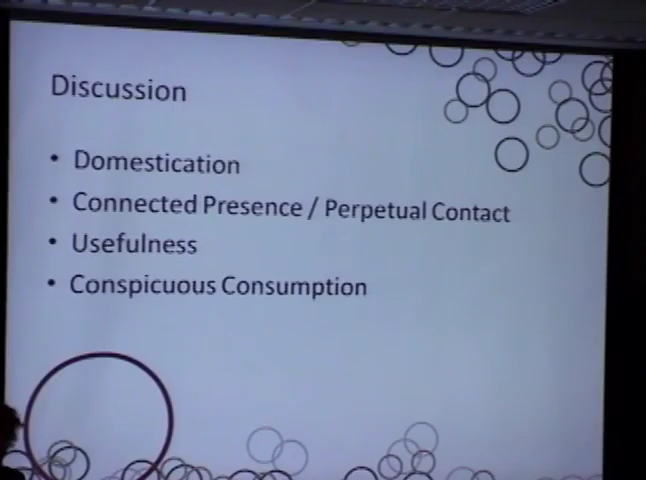 Discussion
• Domestication
• Connected Presence / Perpetual Contact
• Usefulness
• Conspicuous Consumption